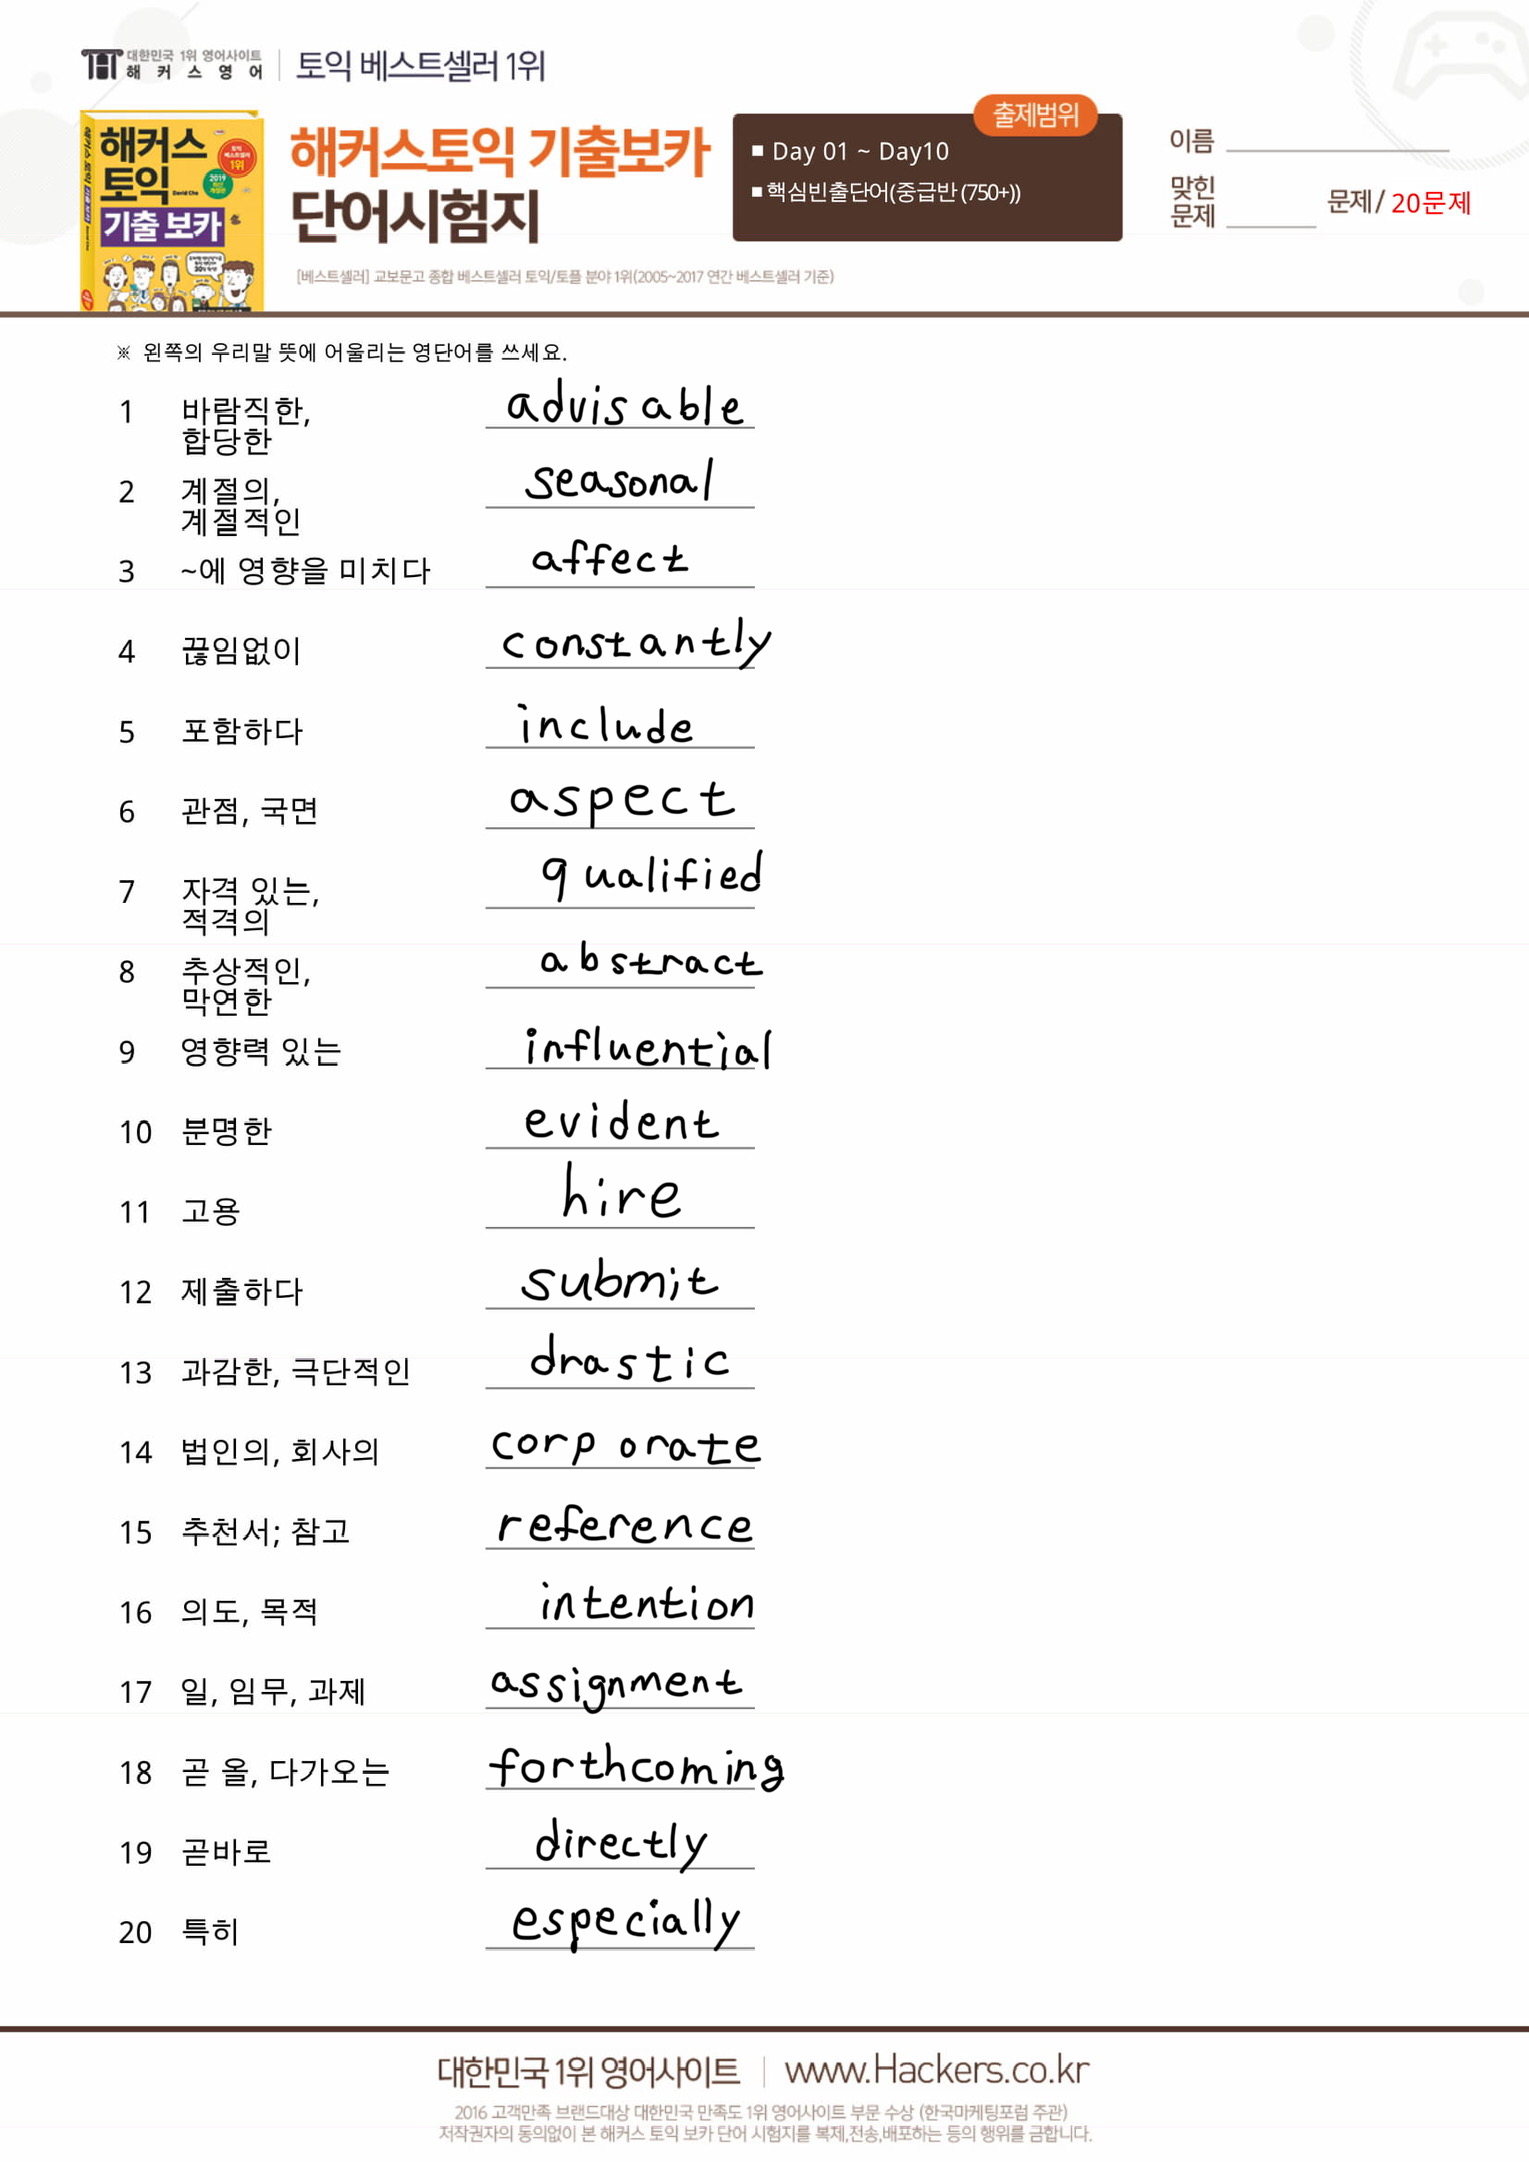 대한민국 1위 영어사이트
해커스영어
토익 베스트셀러 1위
해커스
토익
기출 보카
해커스토익 기출보카
단어시험지
출제범위
■ Day 01 ~ Day10
■ 핵심빈출단어(중급반 (750+))
이름
맞힌 문제 문제/ 20문제
[베스트셀러] 교보문고 종합 베스트셀러 토익/토플 분야 1위(2005~2017 연간 베스트셀러 기준)
※ 왼쪽의 우리말 뜻에 어울리는 영단어를 쓰세요.
1 바람직한, advisable
합당한
2 계절의, seasonal
계절적인
3 ~에 영향을 미치다 affect
4 끊임없이 constantly
5 포함하다 include
6 관점, 국면 aspect
7 자격 있는, qualified
적격의
8 추상적인, abstract
막연한
9 영향력 있는 influential
10 분명한 evident
11 고용 hire
12 제출하다 submit
13 과감한, 극단적인 drastic
14 법인의, 회사의 corporate
15 추천서; 참고 reference
16 의도, 목적 intention
17 일, 임무, 과제 assignment
18 곧 올, 다가오는 forthcoming
19 곧바로 directly
20 특히 especially
대한민국 1위 영어사이트 | www.Hackers.co.kr
2016 고객만족 브랜드대상 대한민국 만족도 1위 영어사이트 부문 수상 (한국마케팅포럼 주관)
저작권자의 동의없이 본 해커스 토익 보카 단어 시험지를 복제,전송,배포하는 등의 행위를 금합니다.